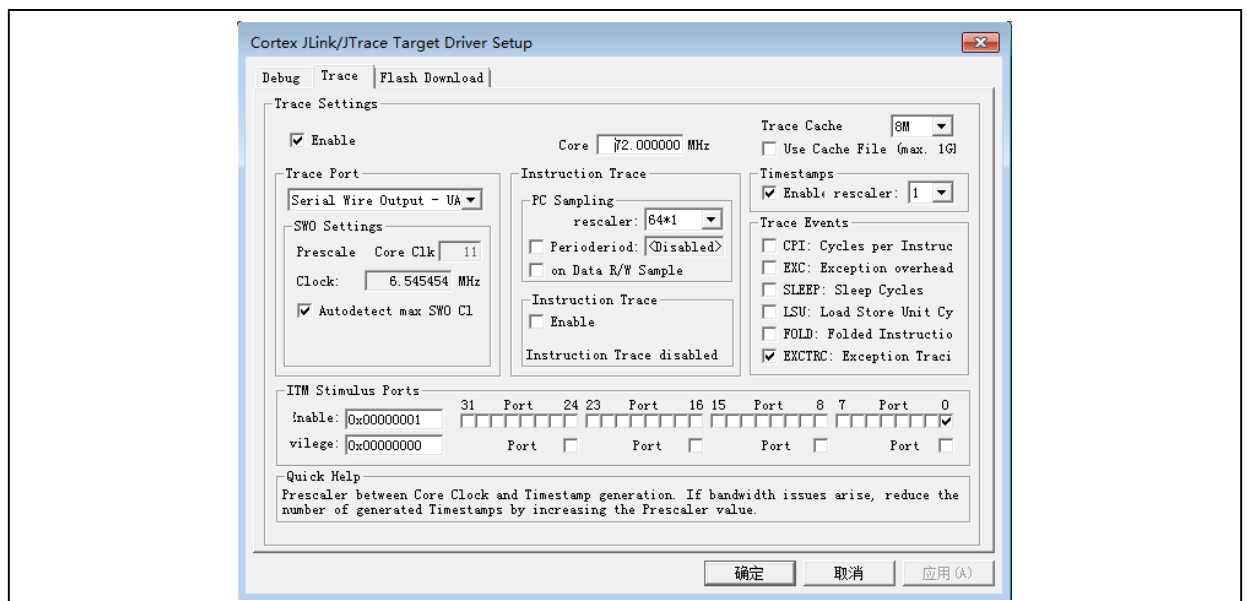 Cortex JLink/JTrace Target Driver Setup
Debug Trace Flash Download
Trace Settings
Enable
Core 72.000000 MHz
Trace Cache 8M
Use Cache File (max. 1G)
Trace Port
Serial Wire Output - UA
SWO Settings
Prescale Core Clk 11
Clock: 6.545454 MHz
Autodetect max SWO Cl
Instruction Trace
PC Sampling
rescaler: 64*1
Perioderiod: <Disabled>
on Data R/W Sample
Instruction Trace
Enable
Instruction Trace disabled
Timestamps
Enable rescaler: 1
Trace Events
CPI: Cycles per Instruc
EXC: Exception overhead
SLEEP: Sleep Cycles
LSU: Load Store Unit Cy
FOLD: Folded Instructio
EXCTRC: Exception Traci
ITM Stimulus Ports
31 Port 24 23 Port 16 15 Port 8 7 Port 0
nable: 0x00000001
vilege: 0x00000000 Port Port Port Port
Quick Help
Prescaler between Core Clock and Timestamp generation. If bandwidth issues arise, reduce the
number of generated Timestamps by increasing the Prescaler value.
确定 取消 应用(A)